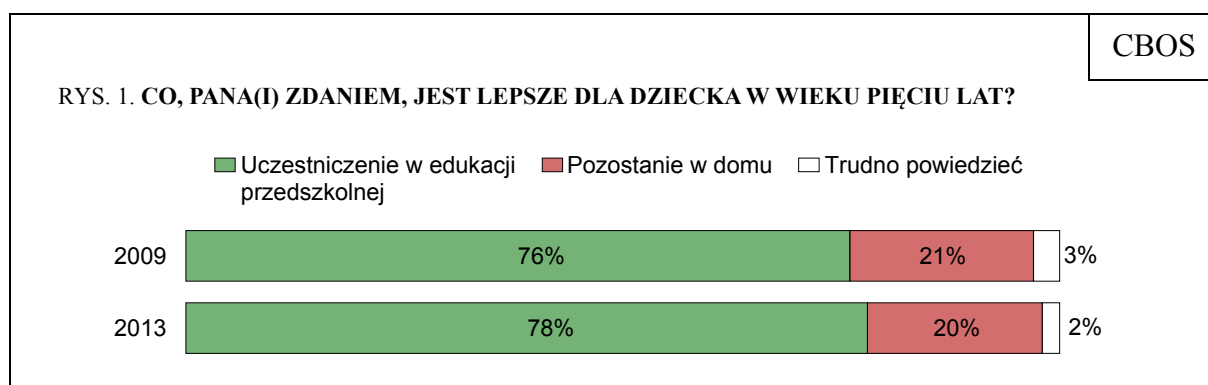 CBOS
RYS. 1. CO, PANA(I) ZDANIEM, JEST LEPSZE DLA DZIECKA W WIEKU PIĘCIU LAT?
Uczestniczenie w edukacji przedszkolnej
Pozostanie w domu
Trudno powiedzieć
2009 76% 21% 3%
2013 78% 20% 2%